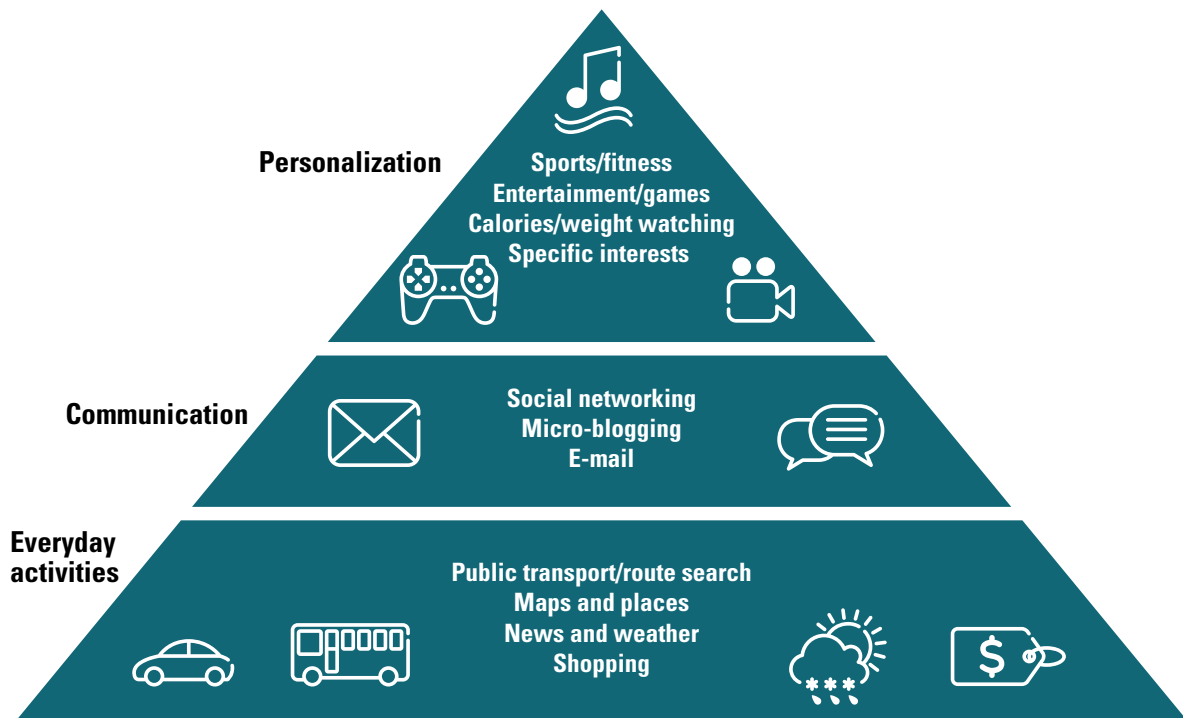 Personalization
Sports/fitness
Entertainment/games
Calories/weight watching
Specific interests
Communication
Social networking
Micro-blogging
E-mail
Everyday
activities
Public transport/route search
Maps and places
News and weather
Shopping
$